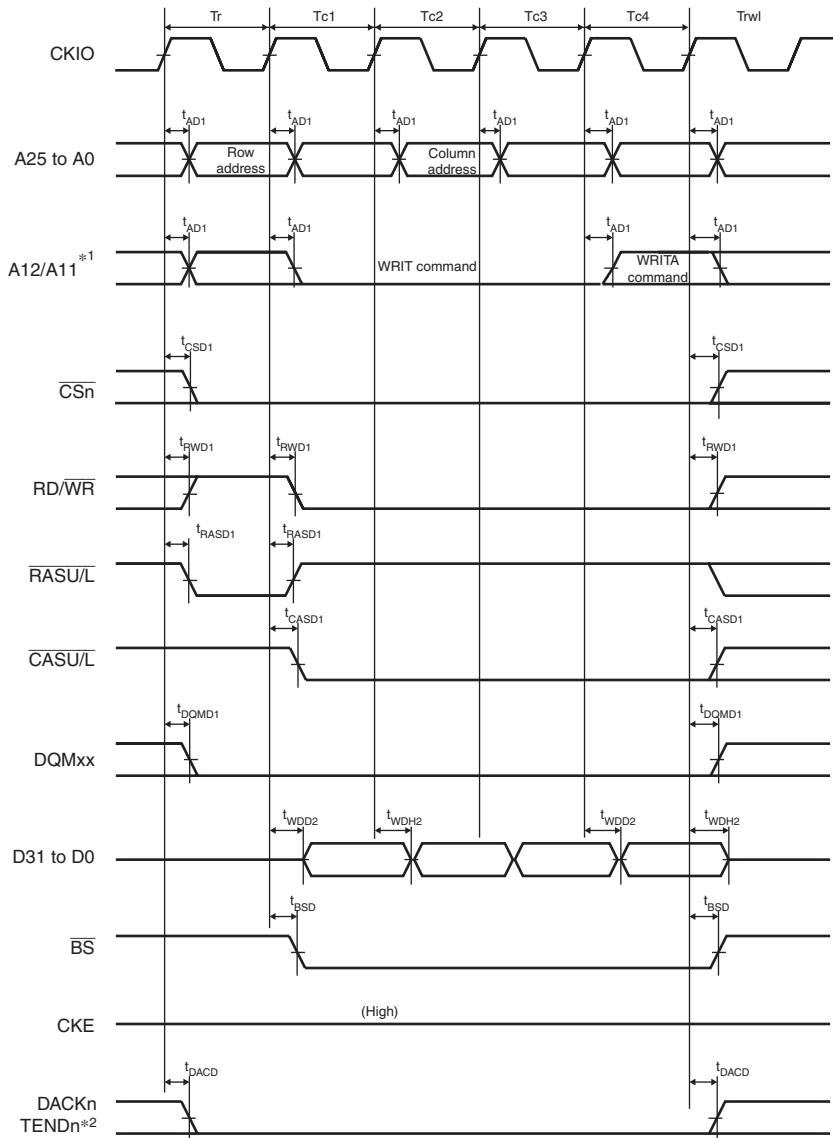 Tr Tc1 Tc2 Tc3 Tc4 Trwl
CKIO
tAD1 tAD1 tAD1 tAD1 tAD1 tAD1
A25 to A0
Row
address
Column
address
tAD1 tAD1 tAD1 tAD1
A12/A11*1
WRIT command
WRITA
command
tCSD1 tCSD1
CSn
tRWD1 tRWD1 tRWD1
RD/WR
tRASD1 tRASD1
RASU/L
tCASD1 tCASD1
CASU/L
tDQMD1 tDQMD1
DQMxx
tWDD2 tWDH2 tWDD2 tWDH2
D31 to D0
tBSD tBSD
BS
(High)
CKE
tDACD tDACD
DACKn
TENDn*2